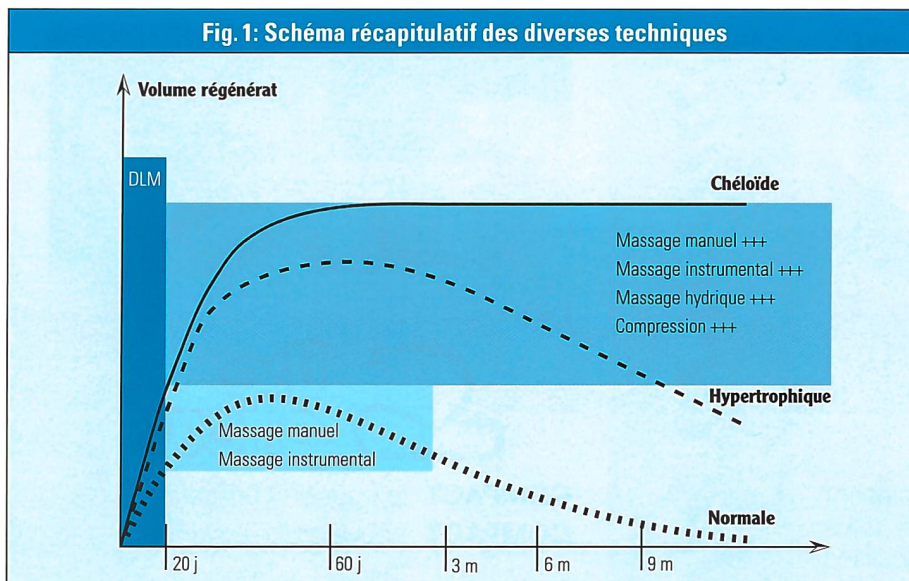 Fig. 1: Schéma récapitulatif des diverses techniques
Volume régénérat
DLM
Chéloïde
Massage manuel +++
Massage instrumental +++
Massage hydrique +++
Compression +++
Hypertrophique
Massage manuel
Massage instrumental
Normale
20 j
60 j
3 m
6 m
9 m